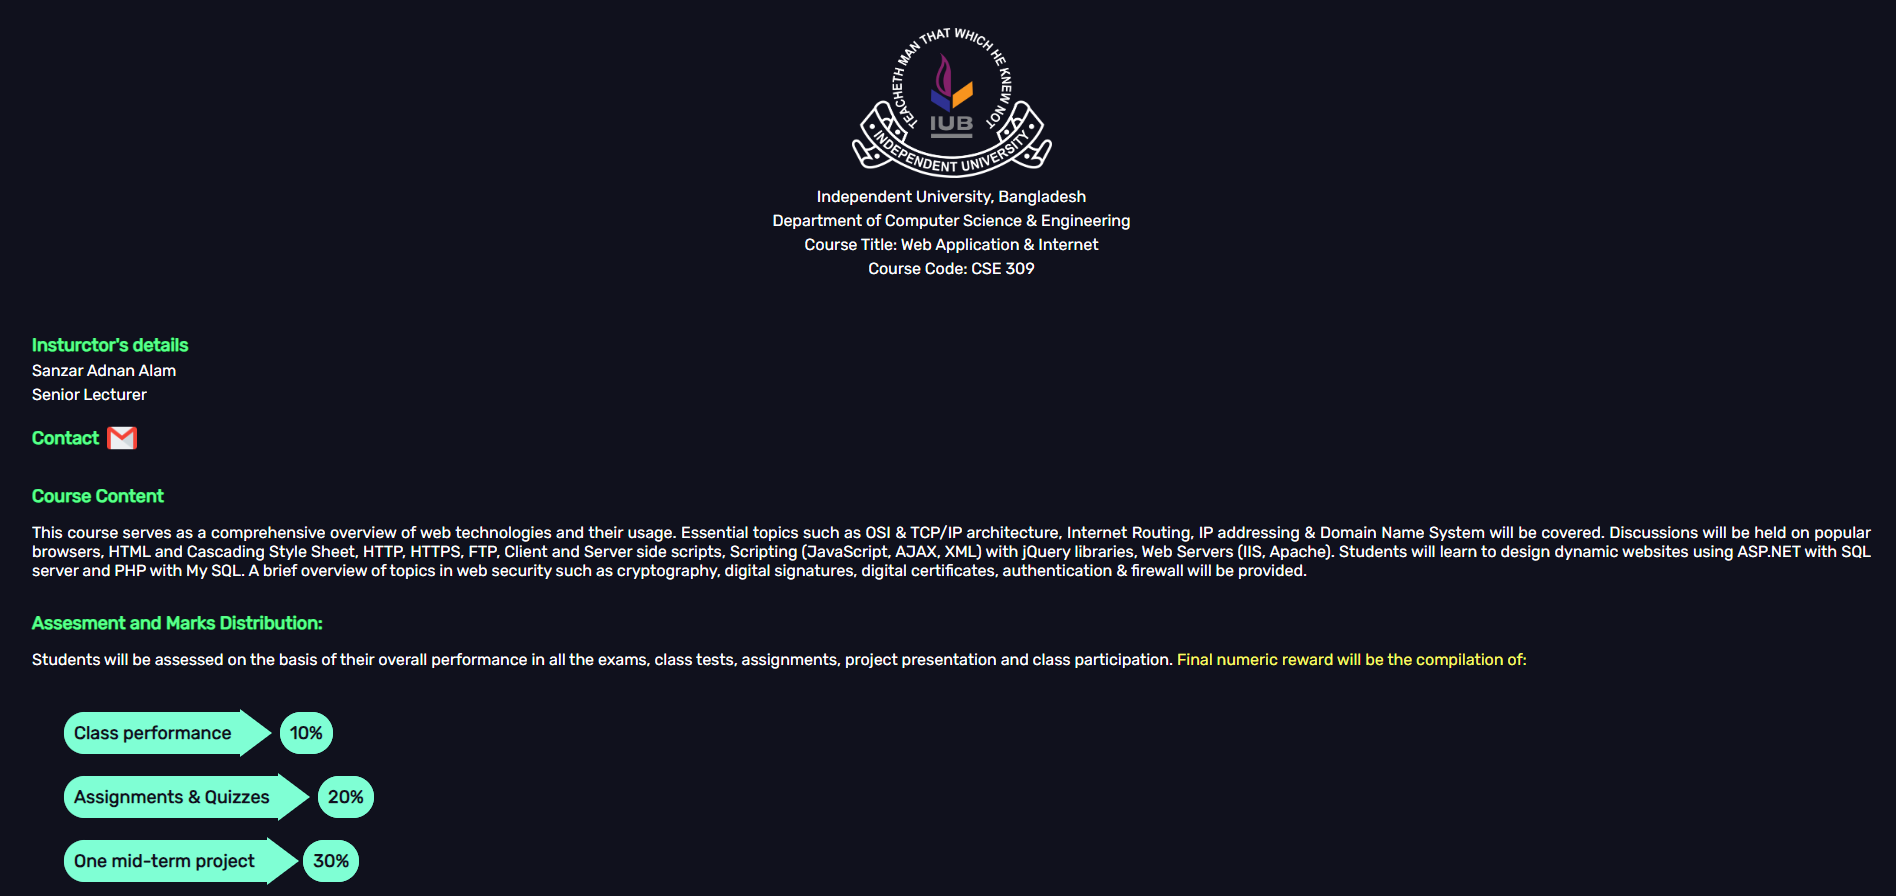 TEACHETH MAN THAT WHICH HE KNEW NOT
IUB
INDEPENDENT UNIVERSITY
Independent University, Bangladesh
Department of Computer Science & Engineering
Course Title: Web Application & Internet
Course Code: CSE 309
Insturctor's details
Sanzar Adnan Alam
Senior Lecturer
Contact
Course Content
This course serves as a comprehensive overview of web technologies and their usage. Essential topics such as OSI & TCP/IP architecture, Internet Routing, IP addressing & Domain Name System will be covered. Discussions will be held on popular
browsers, HTML and Cascading Style Sheet, HTTP, HTTPS, FTP, Client and Server side scripts, Scripting (JavaScript, AJAX, XML) with jQuery libraries, Web Servers (IIS, Apache). Students will learn to design dynamic websites using ASP.NET with SQL
server and PHP with My SQL. A brief overview of topics in web security such as cryptography, digital signatures, digital certificates, authentication & firewall will be provided.
Assesment and Marks Distribution:
Students will be assessed on the basis of their overall performance in all the exams, class tests, assignments, project presentation and class participation. Final numeric reward will be the compilation of:
Class performance 10%
Assignments & Quizzes 20%
One mid-term project 30%